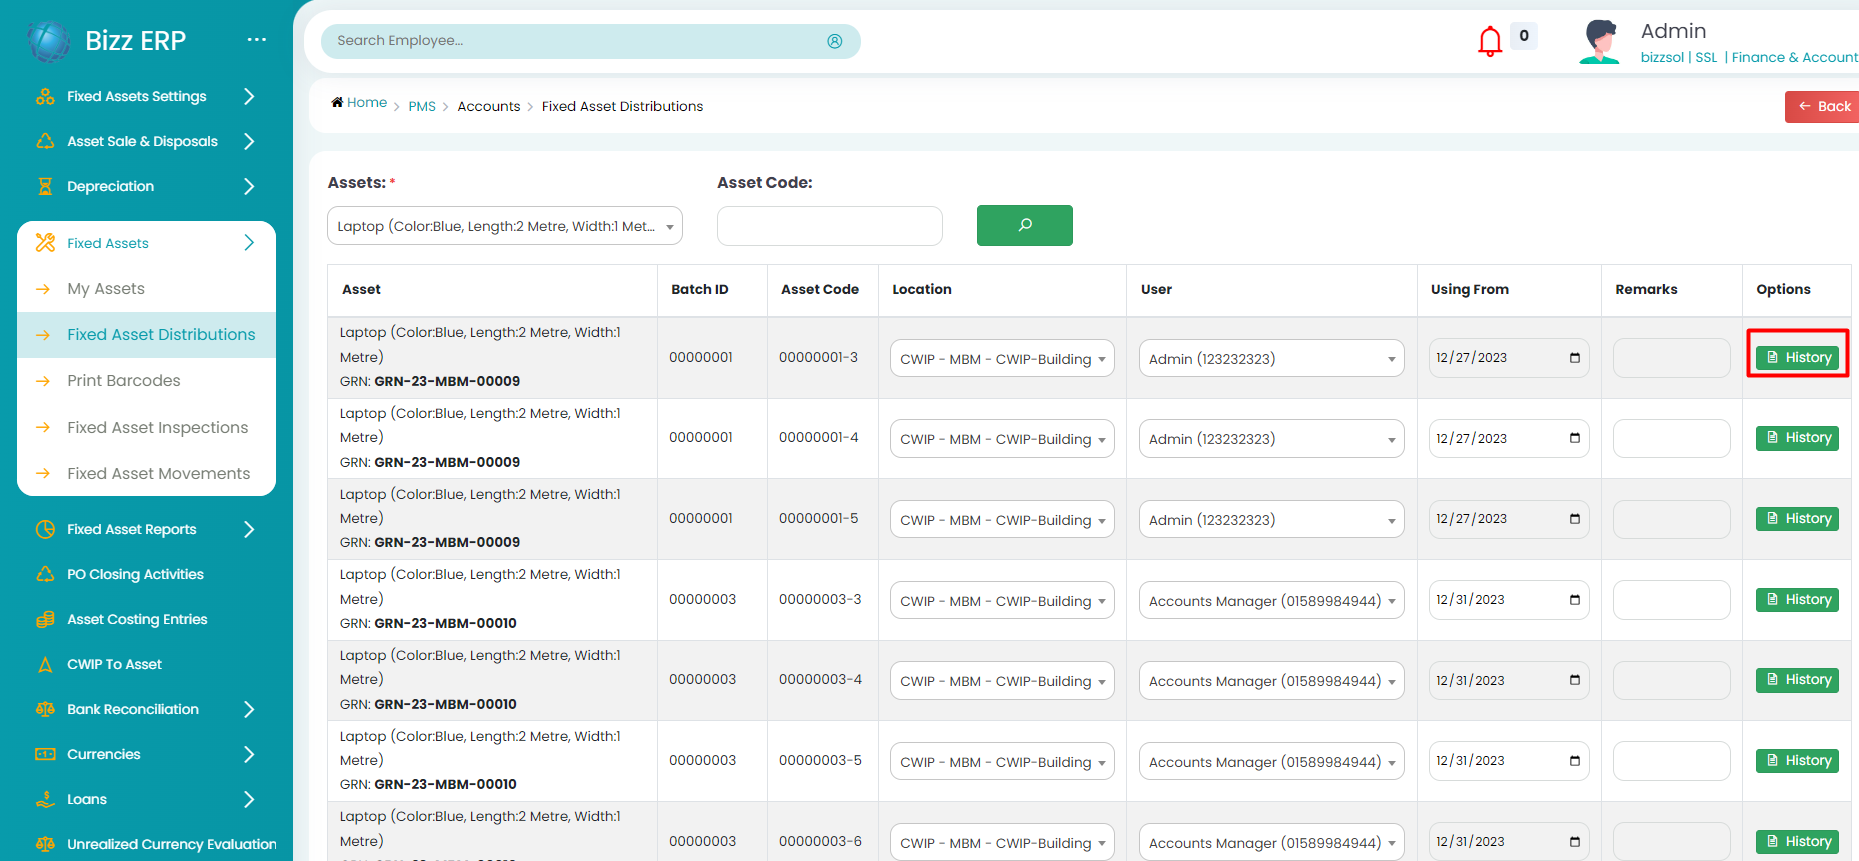 Bizz ERP
Search Employee...
0
Admin
bizzsol | SSL | Finance & Account
Fixed Assets Settings
Asset Sale & Disposals
Depreciation
Fixed Assets
My Assets
Fixed Asset Distributions
Print Barcodes
Fixed Asset Inspections
Fixed Asset Movements
Fixed Asset Reports
PO Closing Activities
Asset Costing Entries
CWIP To Asset
Bank Reconciliation
Currencies
Loans
Unrealized Currency Evaluation
Home > PMS > Accounts > Fixed Asset Distributions
Back
Assets: *
Asset Code:
Laptop (Color:Blue, Length:2 Metre, Width:1 Met...
Asset Batch ID Asset Code Location User Using From Remarks Options
Laptop (Color:Blue, Length:2 Metre, Width:1
Metre)
GRN: GRN-23-MBM-00009
00000001 00000001-3 CWIP - MBM - CWIP-Building Admin (123232323) 12/27/2023 History
Laptop (Color:Blue, Length:2 Metre, Width:1
Metre)
GRN: GRN-23-MBM-00009
00000001 00000001-4 CWIP - MBM - CWIP-Building Admin (123232323) 12/27/2023 History
Laptop (Color:Blue, Length:2 Metre, Width:1
Metre)
GRN: GRN-23-MBM-00009
00000001 00000001-5 CWIP - MBM - CWIP-Building Admin (123232323) 12/27/2023 History
Laptop (Color:Blue, Length:2 Metre, Width:1
Metre)
GRN: GRN-23-MBM-00010
00000003 00000003-3 CWIP - MBM - CWIP-Building Accounts Manager (01589984944) 12/31/2023 History
Laptop (Color:Blue, Length:2 Metre, Width:1
Metre)
GRN: GRN-23-MBM-00010
00000003 00000003-4 CWIP - MBM - CWIP-Building Accounts Manager (01589984944) 12/31/2023 History
Laptop (Color:Blue, Length:2 Metre, Width:1
Metre)
GRN: GRN-23-MBM-00010
00000003 00000003-5 CWIP - MBM - CWIP-Building Accounts Manager (01589984944) 12/31/2023 History
Laptop (Color:Blue, Length:2 Metre, Width:1
Metre)
00000003 00000003-6 CWIP - MBM - CWIP-Building Accounts Manager (01589984944) 12/31/2023 History